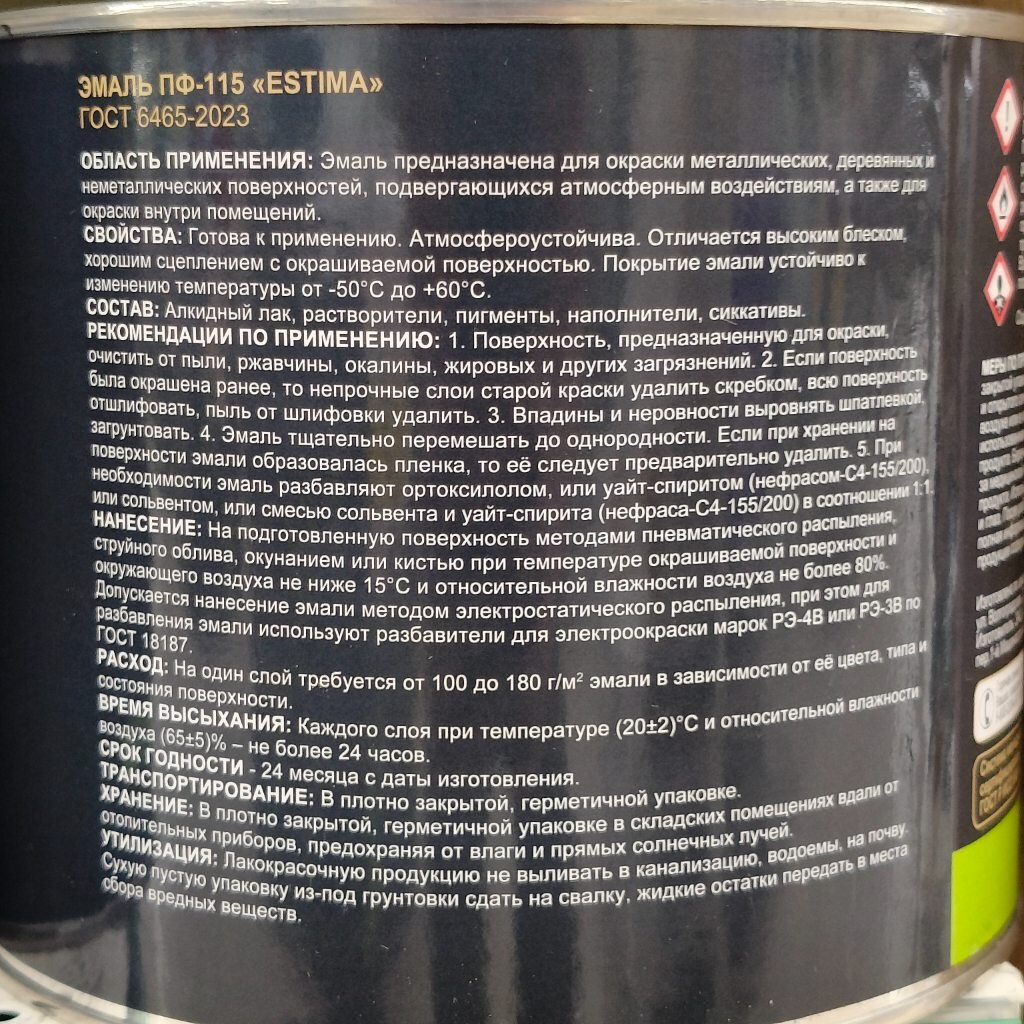 ЭМАЛЬ ПФ-115 «ESTIMA»
ГОСТ 6465-2023
ОБЛАСТЬ ПРИМЕНЕНИЯ: Эмаль предназначена для окраски металлических, деревянных и
неметаллических поверхностей, подвергающихся атмосферным воздействиям, а также для
окраски внутри помещений.
СВОЙСТВА: Готова к применению. Атмосфероустойчива. Отличается высоким блеском,
хорошим сцеплением с окрашиваемой поверхностью. Покрытие эмали устойчиво к
изменению температуры от -50°С до +60°С.
СОСТАВ: Алкидный лак, растворители, пигменты, наполнители, сиккативы.
РЕКОМЕНДАЦИИ ПО ПРИМЕНЕНИЮ: 1. Поверхность, предназначенную для окраски,
очистить от пыли, ржавчины, окалины, жировых и других загрязнений. 2. Если поверхность
была окрашена ранее, то непрочные слои старой краски удалить скребком, всю поверхность
отшлифовать, пыль от шлифовки удалить. 3. Впадины и неровности выровнять шпатлевкой,
загрунтовать. 4. Эмаль тщательно перемешать до однородности. Если при хранении на
поверхности эмали образовалась пленка, то её следует предварительно удалить. 5. При
необходимости эмаль разбавляют ортоксилолом, или уайт-спиритом (нефрасом-С4-155/200),
или сольвентом, или смесью сольвента и уайт-спирита (нефраса-С4-155/200) в соотношении 1:1.
НАНЕСЕНИЕ: На подготовленную поверхность методами пневматического распыления,
струйного облива, окунанием или кистью при температуре окрашиваемой поверхности и
окружающего воздуха не ниже 15°С и относительной влажности воздуха не более 80%.
Допускается нанесение эмали методом электростатического распыления, при этом для
разбавления эмали используют разбавители для электроокраски марок РЭ-4В или РЭ-3В по
ГОСТ 18187.
РАСХОД: На один слой требуется от 100 до 180 г/м² эмали в зависимости от её цвета, типа и
состояния поверхности.
ВРЕМЯ ВЫСЫХАНИЯ: Каждого слоя при температуре (20±2)°С и относительной влажности
воздуха (65±5)% – не более 24 часов.
СРОК ГОДНОСТИ - 24 месяца с даты изготовления.
ТРАНСПОРТИРОВАНИЕ: В плотно закрытой, герметичной упаковке.
ХРАНЕНИЕ: В плотно закрытой, герметичной упаковке в складских помещениях вдали от
отопительных приборов, предохраняя от влаги и прямых солнечных лучей.
УТИЛИЗАЦИЯ: Лакокрасочную продукцию не выливать в канализацию, водоемы, на почву.
Сухую пустую упаковку из-под грунтовки сдать на свалку, жидкие остатки передать в места
сбора вредных веществ.